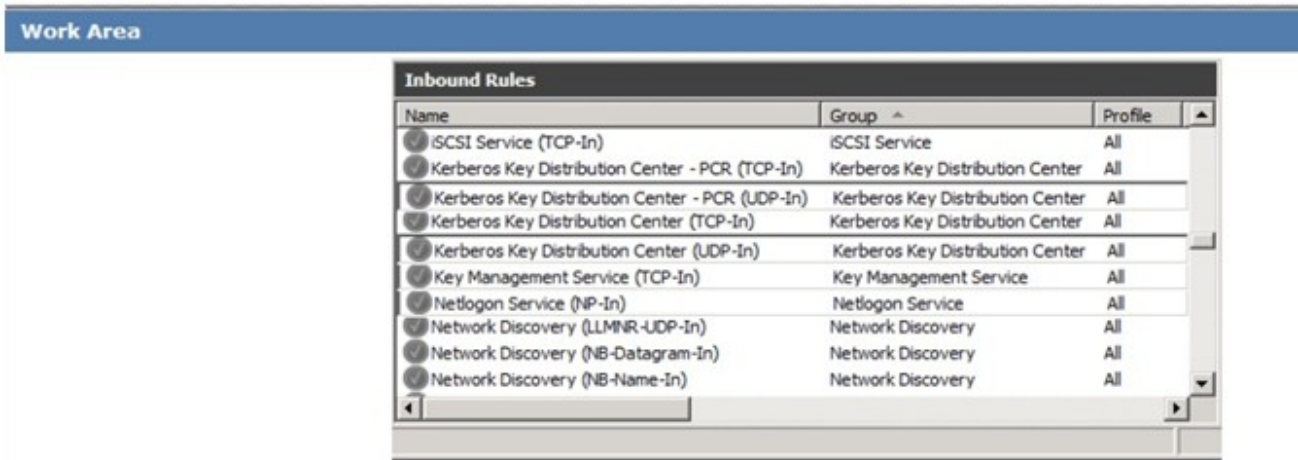 Work Area
Inbound Rules
Name Group Profile
iSCSI Service (TCP-In) iSCSI Service All
Kerberos Key Distribution Center - PCR (TCP-In) Kerberos Key Distribution Center All
Kerberos Key Distribution Center - PCR (UDP-In) Kerberos Key Distribution Center All
Kerberos Key Distribution Center (TCP-In) Kerberos Key Distribution Center All
Kerberos Key Distribution Center (UDP-In) Kerberos Key Distribution Center All
Key Management Service (TCP-In) Key Management Service All
Netlogon Service (NP-In) Netlogon Service All
Network Discovery (LLMNR-UDP-In) Network Discovery All
Network Discovery (NB-Datagram-In) Network Discovery All
Network Discovery (NB-Name-In) Network Discovery All